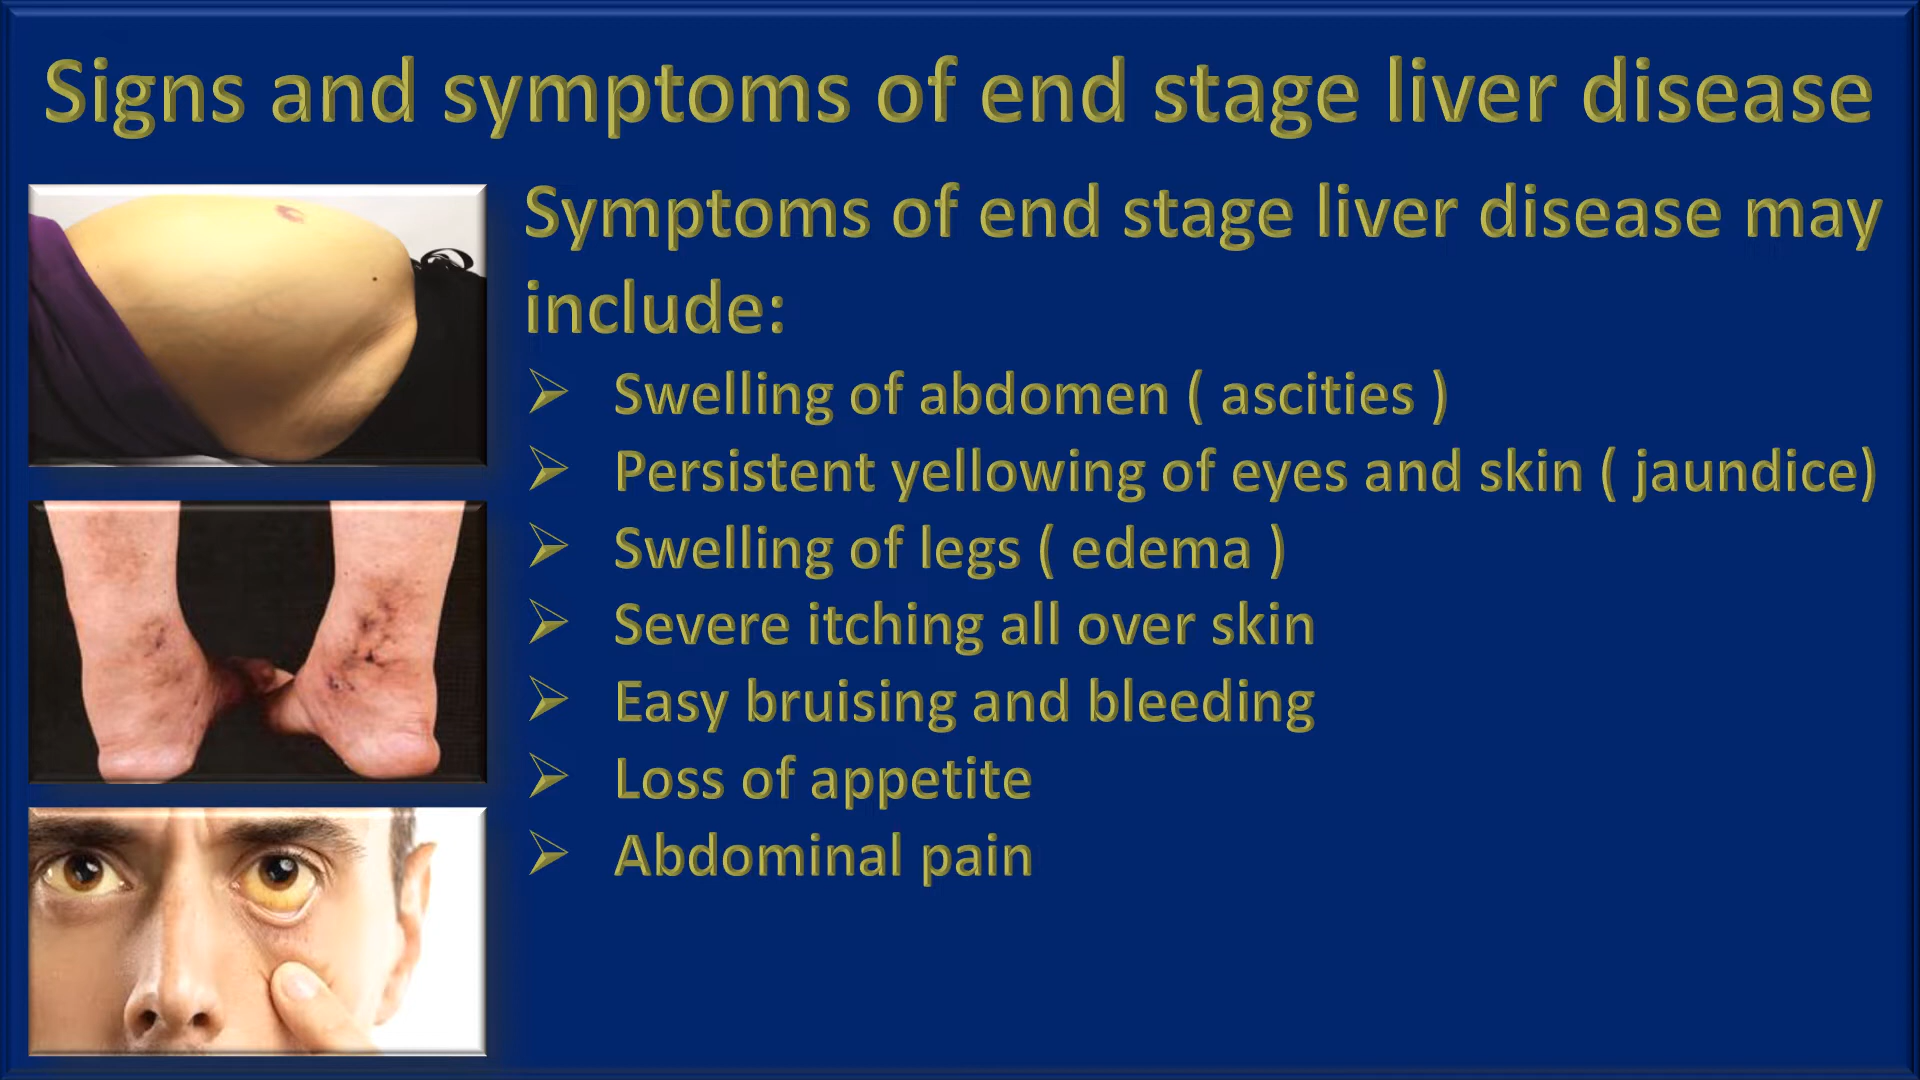 Signs and symptoms of end stage liver disease
Symptoms of end stage liver disease may
include:
➢ Swelling of abdomen ( ascities )
➢ Persistent yellowing of eyes and skin ( jaundice)
➢ Swelling of legs ( edema )
➢ Severe itching all over skin
➢ Easy bruising and bleeding
➢ Loss of appetite
➢ Abdominal pain